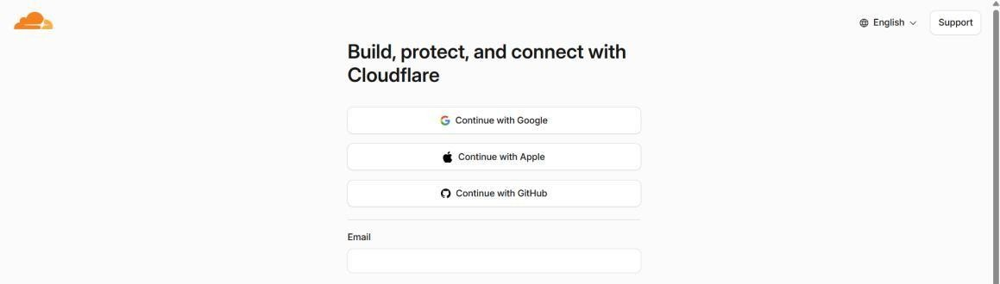 English
Support
Build, protect, and connect with
Cloudflare
Continue with Google
Continue with Apple
Continue with GitHub
Email